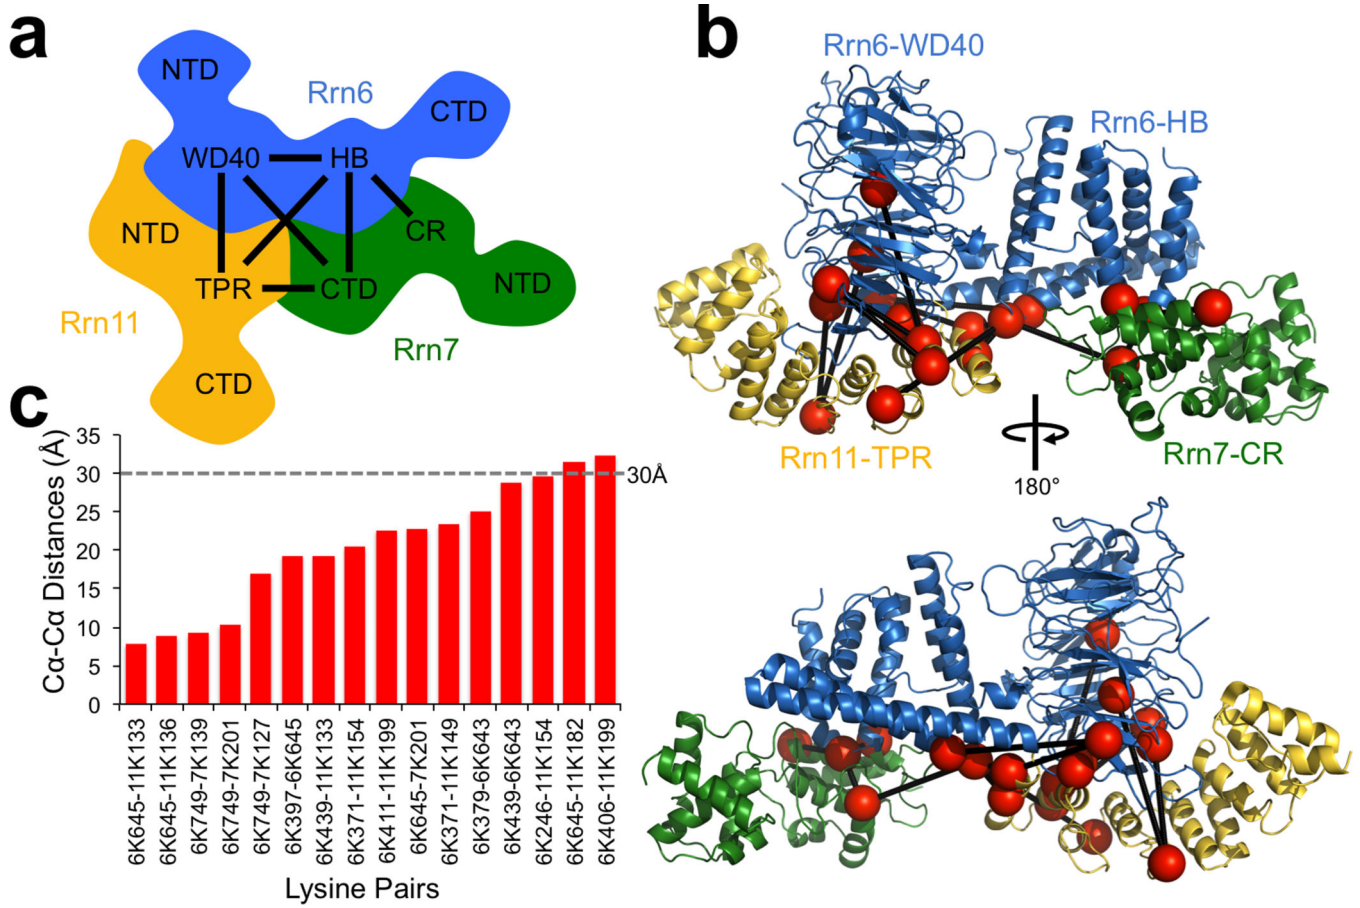 a
NTD
Rrn6
CTD
WD40
HB
Rrn11
NTD
CR
TPR
CTD
NTD
Rrn7
CTD
b
Rrn6-WD40
Rrn6-HB
Rrn11-TPR
Rrn7-CR
180°
c
Cα-Cα Distances (Å)
35
30
25
20
15
10
5
0
30Å
6K645-11K133
6K645-11K136
6K749-7K139
6K749-7K201
6K749-7K127
6K397-6K645
6K439-11K133
6K371-11K154
6K411-11K199
6K645-7K201
6K371-11K149
6K379-6K643
6K439-6K643
6K246-11K154
6K645-11K182
6K406-11K199
Lysine Pairs